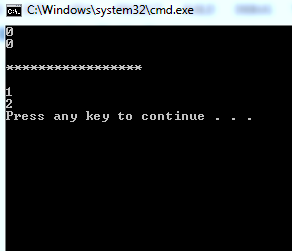 C:\Windows\system32\cmd.exe
0
0
*****************
1
2
Press any key to continue . . .